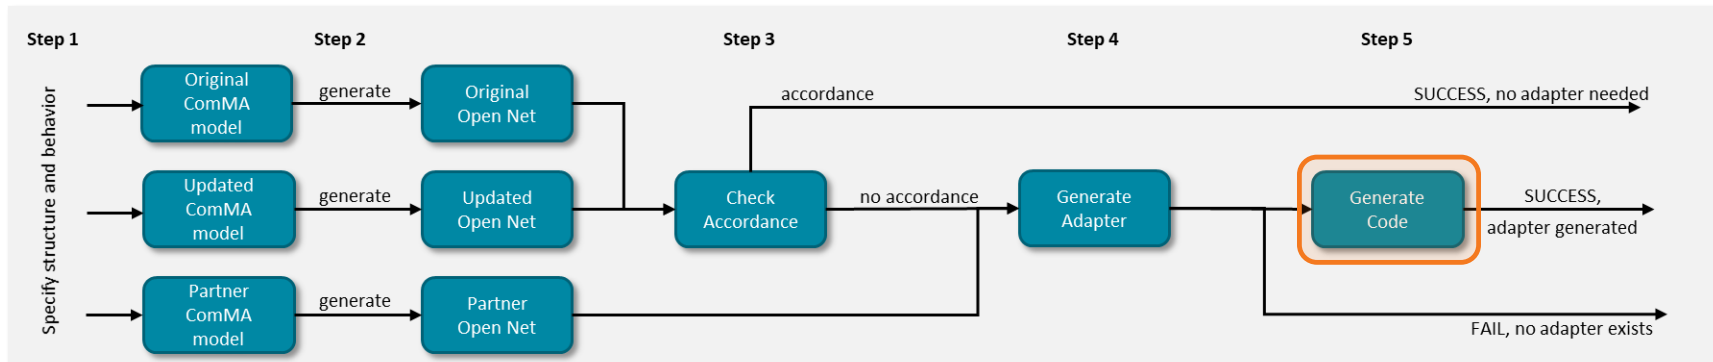 Step 1
Step 2
Step 3
Step 4
Step 5
Specify structure and behavior
Original
ComMA
model
generate
Original
Open Net
accordance
SUCCESS, no adapter needed
Updated
ComMA
model
generate
Updated
Open Net
Check
Accordance
no accordance
Generate
Adapter
Generate
Code
SUCCESS,
adapter generated
Partner
ComMA
model
generate
Partner
Open Net
FAIL, no adapter exists